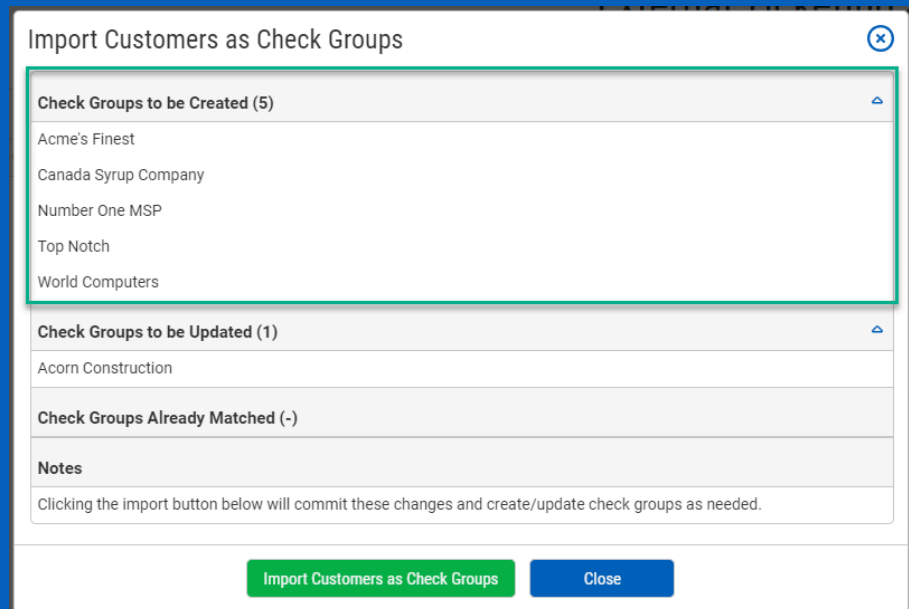 Import Customers as Check Groups
Check Groups to be Created (5)
Acme's Finest
Canada Syrup Company
Number One MSP
Top Notch
World Computers
Check Groups to be Updated (1)
Acorn Construction
Check Groups Already Matched (-)
Notes
Clicking the import button below will commit these changes and create/update check groups as needed.
Import Customers as Check Groups
Close